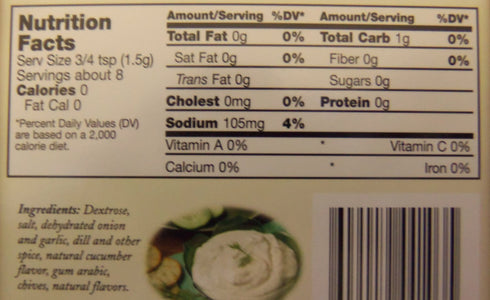 Nutrition
Facts
Serv Size 3/4 tsp (1.5g)
Servings about 8
Calories 0
Fat Cal 0
*Percent Daily Values (DV)
are based on a 2,000
calorie diet.
Amount/Serving %DV* Amount/Serving %DV*
Total Fat 0g 0% Total Carb 1g 0%
Sat Fat 0g 0% Fiber 0g 0%
Trans Fat 0g Sugars 0g
Cholest 0mg 0% Protein 0g
Sodium 105mg 4%
Vitamin A 0% * Vitamin C 0%
Calcium 0% * Iron 0%
Ingredients: Dextrose,
salt, dehydrated onion
and garlic, dill and other
spice, natural cucumber
flavor, gum arabic,
chives, natural flavors.